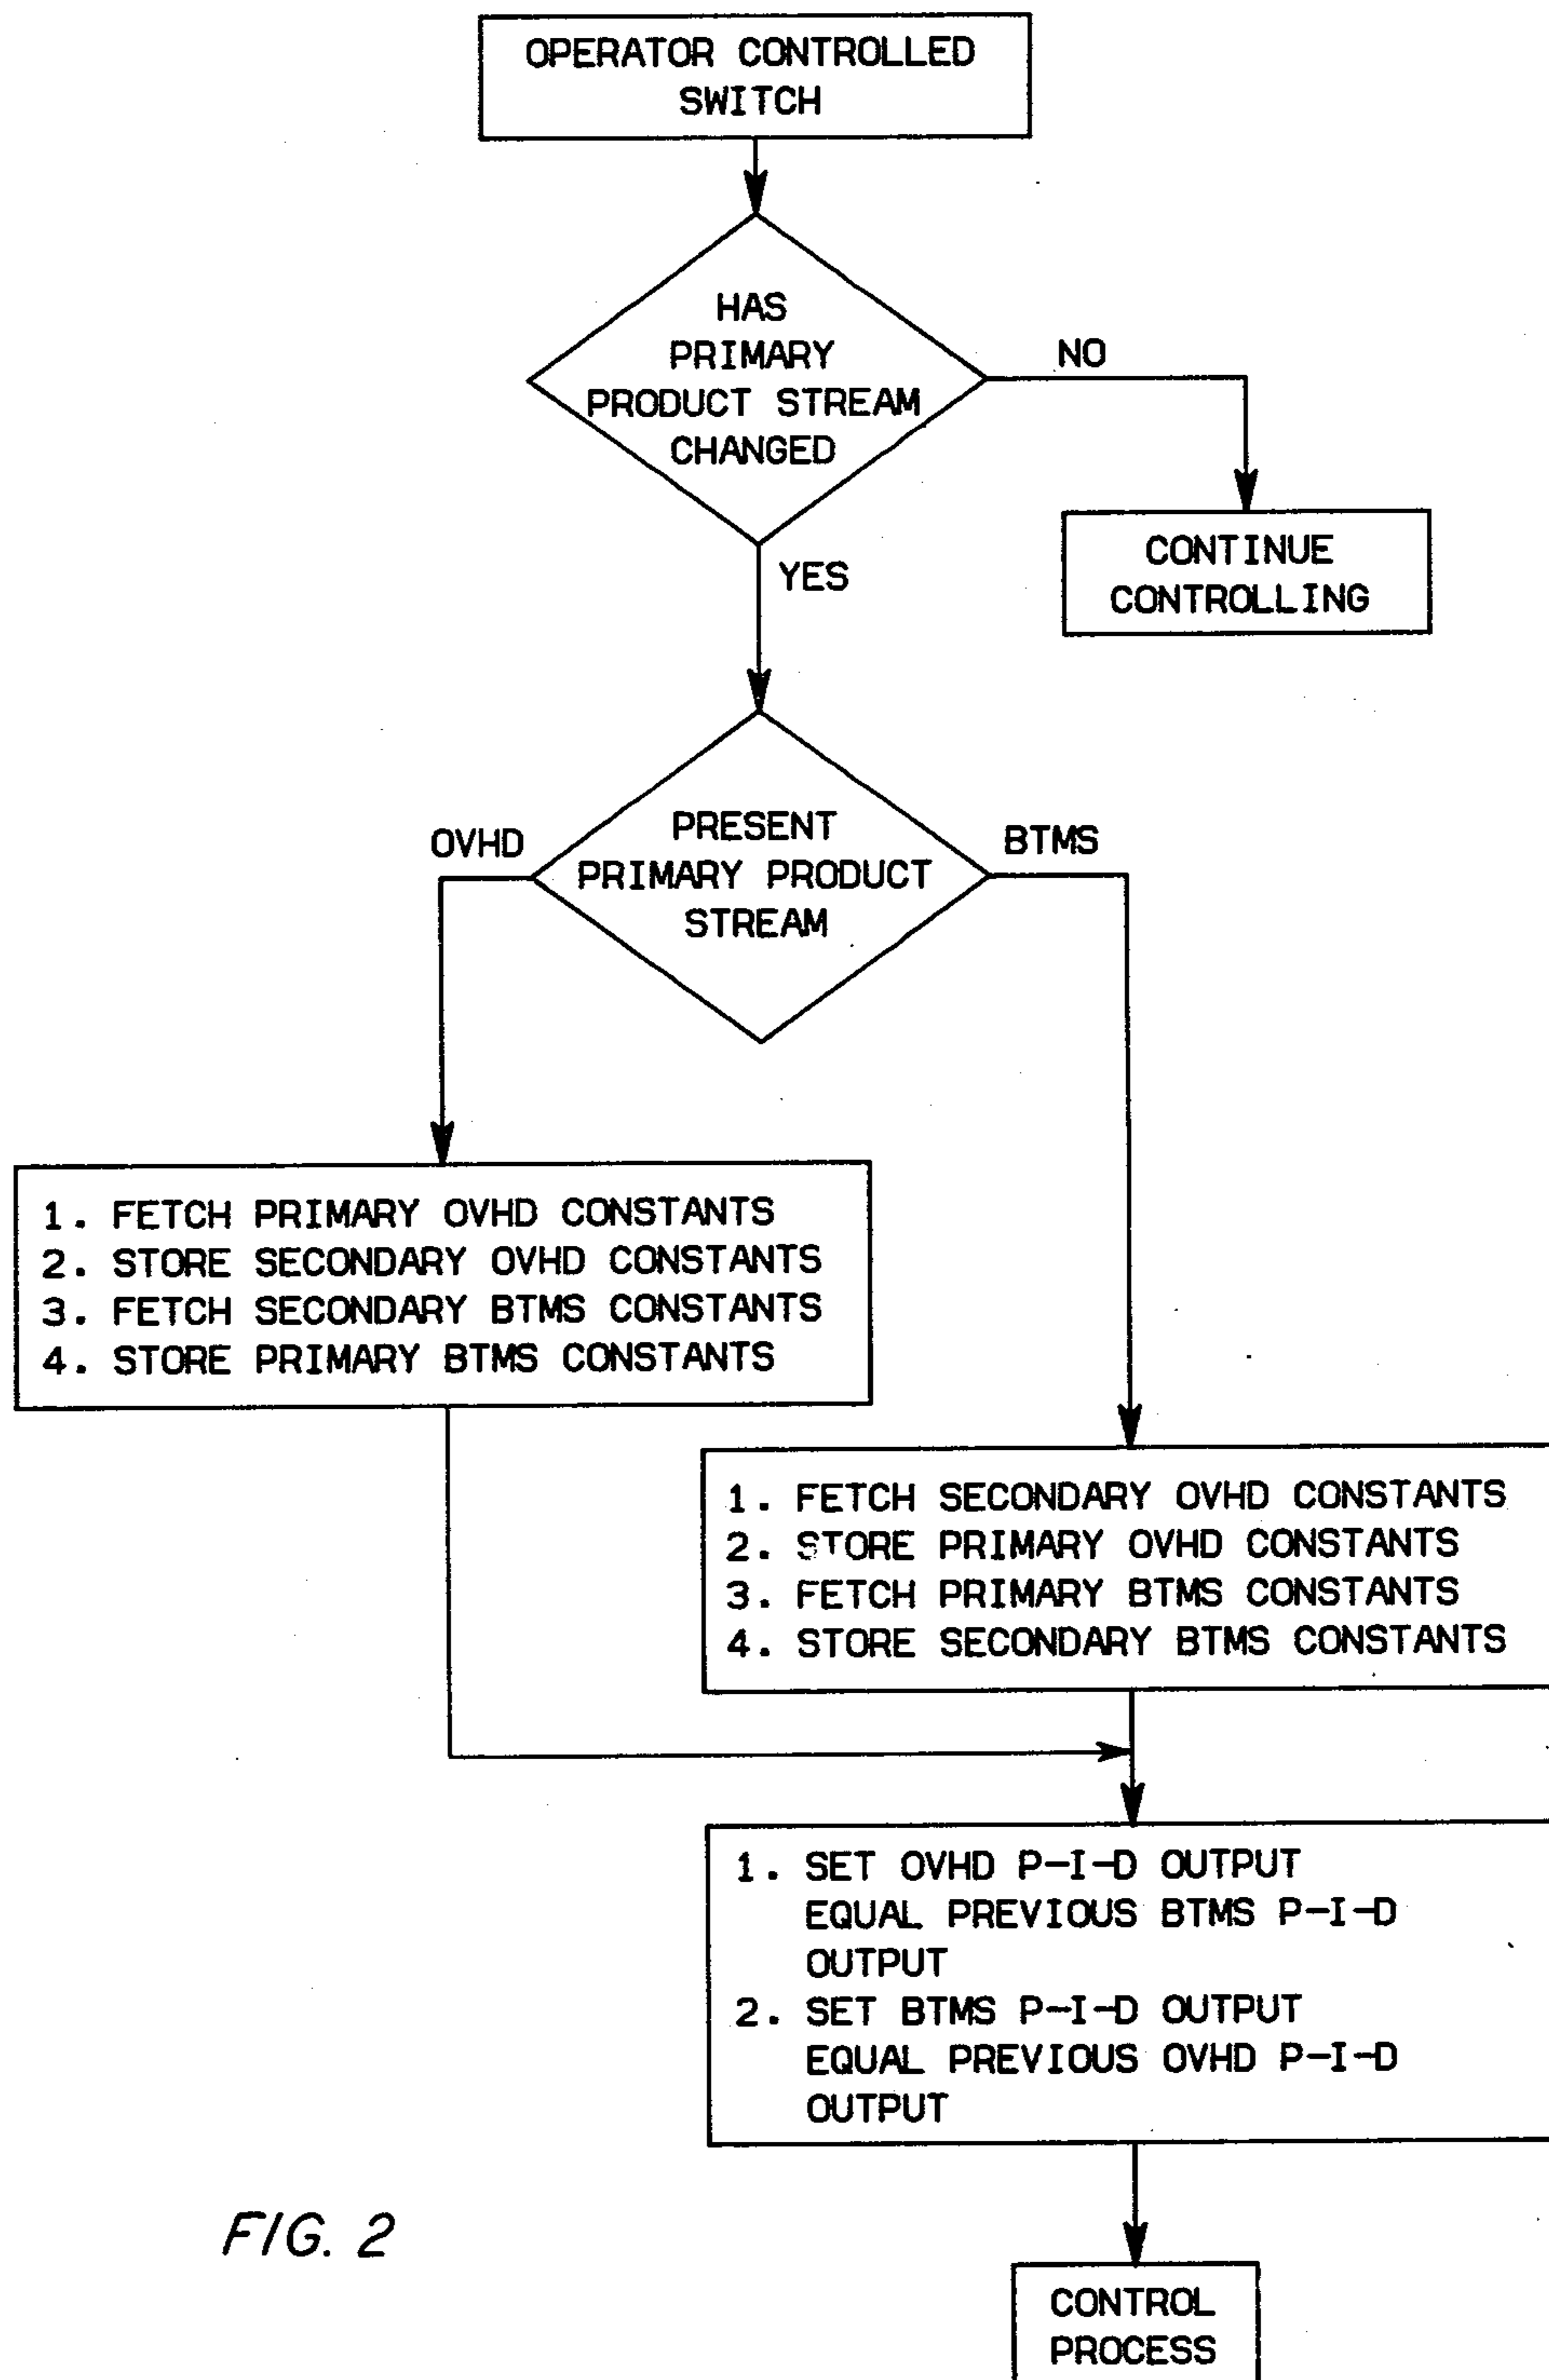 OPERATOR CONTROLLED
SWITCH
HAS
PRIMARY
PRODUCT STREAM
CHANGED
NO
CONTINUE
CONTROLLING
YES
PRESENT
PRIMARY PRODUCT
STREAM
OVHD
BTMS
1. FETCH PRIMARY OVHD CONSTANTS
2. STORE SECONDARY OVHD CONSTANTS
3. FETCH SECONDARY BTMS CONSTANTS
4. STORE PRIMARY BTMS CONSTANTS
1. FETCH SECONDARY OVHD CONSTANTS
2. STORE PRIMARY OVHD CONSTANTS
3. FETCH PRIMARY BTMS CONSTANTS
4. STORE SECONDARY BTMS CONSTANTS
1. SET OVHD P-I-D OUTPUT
EQUAL PREVIOUS BTMS P-I-D
OUTPUT
2. SET BTMS P-I-D OUTPUT
EQUAL PREVIOUS OVHD P-I-D
OUTPUT
CONTROL
PROCESS
FIG. 2